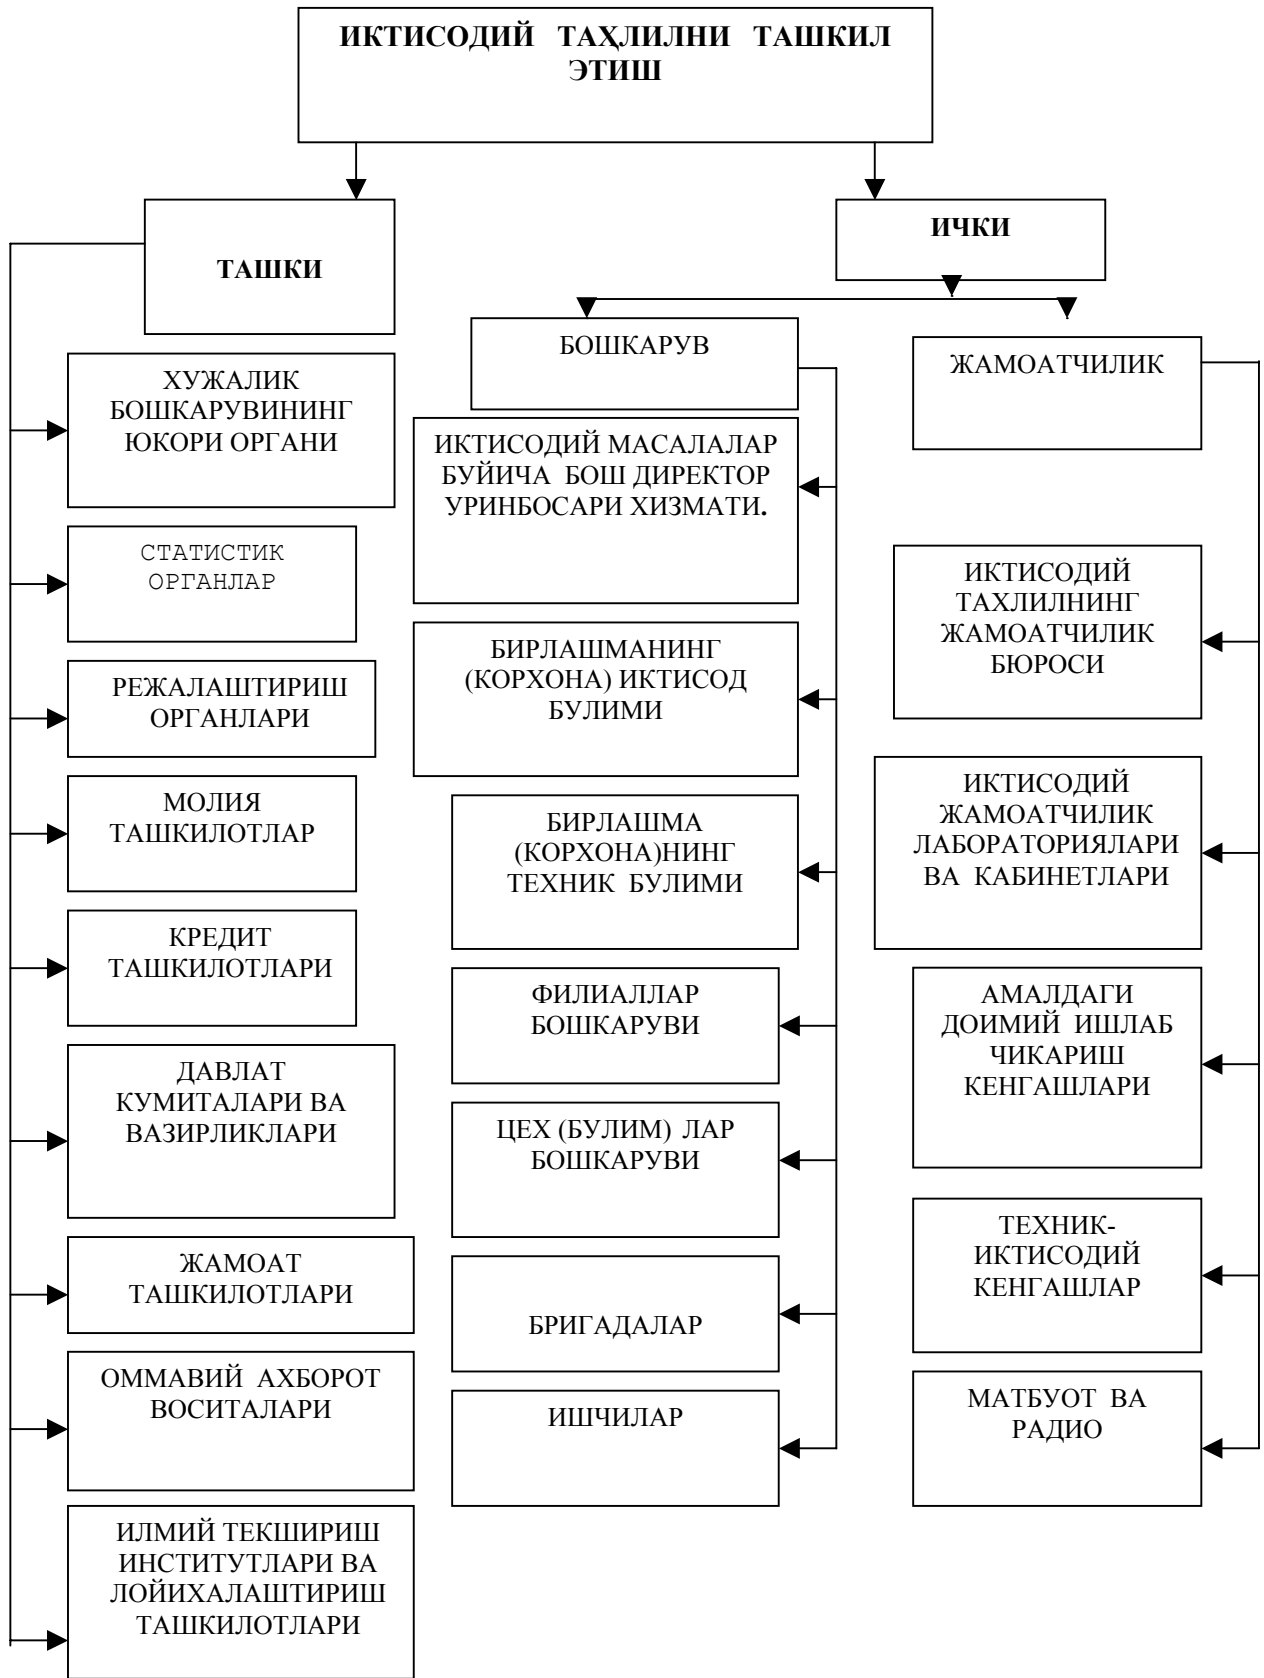 ИКТИСОДИЙ ТАҲЛИЛНИ ТАШКИЛ
ЭТИШ
ТАШКИ
ИЧКИ
ХУЖАЛИК
БОШКАРУВИНИНГ
ЮКОРИ ОРГАНИ
СТАТИСТИК
ОРГАНЛАР
РЕЖАЛАШТИРИШ
ОРГАНЛАРИ
МОЛИЯ
ТАШКИЛОТЛАР
КРЕДИТ
ТАШКИЛОТЛАРИ
ДАВЛАТ
КУМИТАЛАРИ ВА
ВАЗИРЛИКЛАРИ
ЖАМОАТ
ТАШКИЛОТЛАРИ
ОММАВИЙ АХБОРОТ
ВОСИТАЛАРИ
ИЛМИЙ ТЕКШИРИШ
ИНСТИТУТЛАРИ ВА
ЛОЙИХАЛАШТИРИШ
ТАШКИЛОТЛАРИ
БОШКАРУВ
ИКТИСОДИЙ МАСАЛАЛАР
БУЙИЧА БОШ ДИРЕКТОР
УРИНБОСАРИ ХИЗМАТИ.
БИРЛАШМАНИНГ
(КОРХОНА) ИКТИСОД
БУЛИМИ
БИРЛАШМА
(КОРХОНА)НИНГ
ТЕХНИК БУЛИМИ
ФИЛИАЛЛАР
БОШКАРУВИ
ЦЕХ (БУЛИМ) ЛАР
БОШКАРУВИ
БРИГАДАЛАР
ИШЧИЛАР
ЖАМОАТЧИЛИК
ИКТИСОДИЙ
ТАХЛИЛНИНГ
ЖАМОАТЧИЛИК
БЮРОСИ
ИКТИСОДИЙ
ЖАМОАТЧИЛИК
ЛАБОРАТОРИЯЛАРИ
ВА КАБИНЕТЛАРИ
АМАЛДАГИ
ДОИМИЙ ИШЛАБ
ЧИКАРИШ
КЕНГАШЛАРИ
ТЕХНИК-
ИКТИСОДИЙ
КЕНГАШЛАР
МАТБУОТ ВА
РАДИО